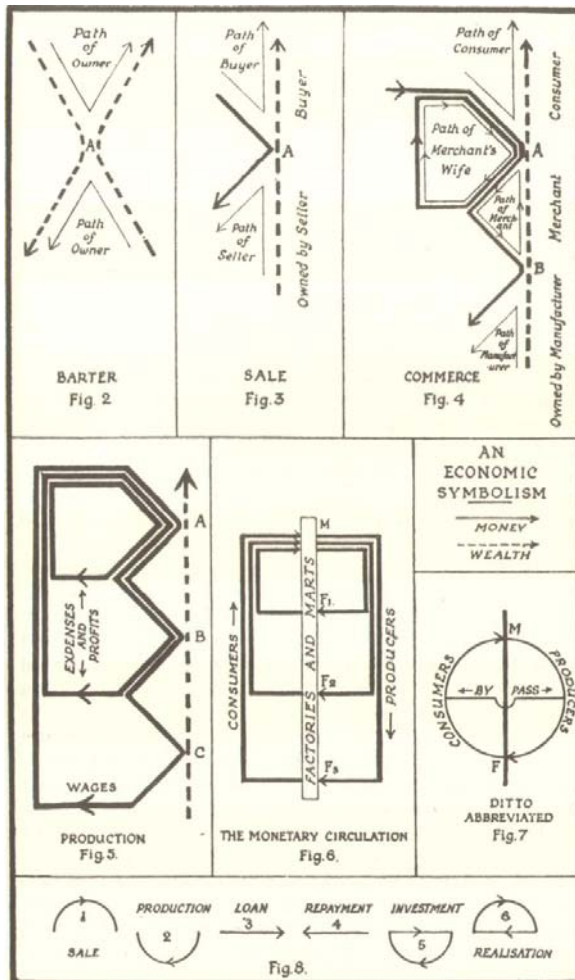 Path
of
Owner
A
Path
of
Owner
BARTER
Fig. 2
Path
of
Buyer
Buyer
A
Path
of
Seller
Owned by Seller
SALE
Fig. 3
Path of
Consumer
Consumer
Path of
Merchant's
Wife
A
Path
of
Merch
ant
Merchant
B
Path
of
Manufact
urer
Owned by Manufacturer
COMMERCE
Fig. 4
A
EXPENSES
AND
PROFITS
B
C
WAGES
PRODUCTION
Fig. 5.
M
F1
CONSUMERS
FACTORIES AND MARTS
PRODUCERS
F2
F3
THE MONETARY CIRCULATION
Fig. 6.
AN
ECONOMIC
SYMBOLISM
MONEY
WEALTH
M
CONSUMERS
PRODUCERS
BY PASS
F
DITTO
ABBREVIATED
Fig. 7
1
SALE
PRODUCTION
2
LOAN
3
REPAYMENT
4
INVESTMENT
5
6
REALISATION
Fig. 8.